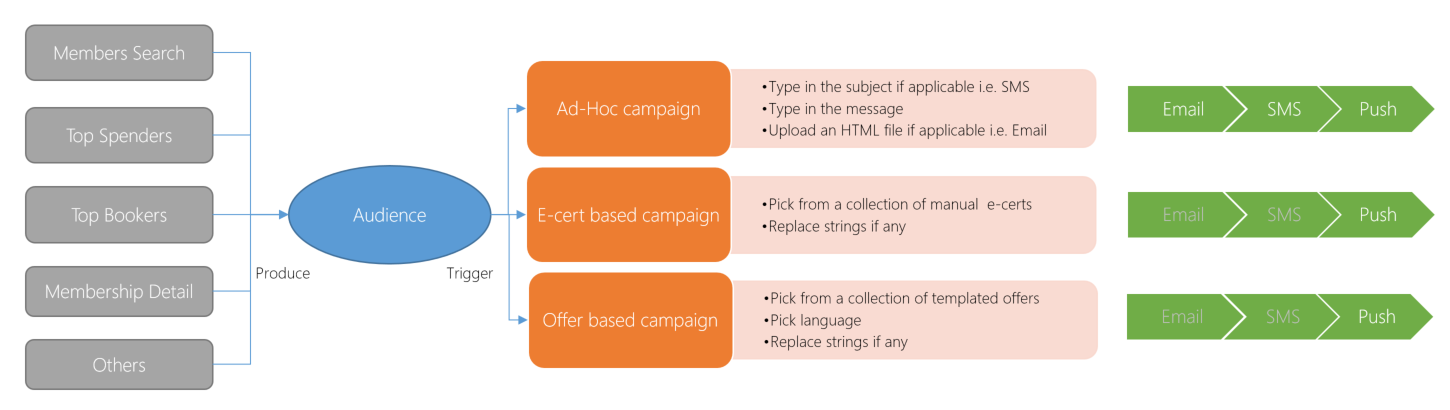 Members Search
Top Spenders
Top Bookers
Membership Detail
Others
Produce
Audience
Trigger
Ad-Hoc campaign
•Type in the subject if applicable i.e. SMS
•Type in the message
•Upload an HTML file if applicable i.e. Email
Email
SMS
Push
E-cert based campaign
•Pick from a collection of manual e-certs
•Replace strings if any
Email
SMS
Push
Offer based campaign
•Pick from a collection of templated offers
•Pick language
•Replace strings if any
Email
SMS
Push